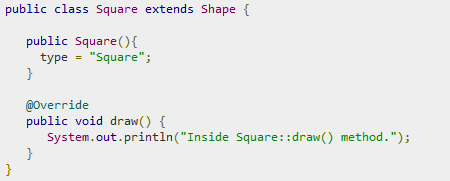 public class Square extends Shape {
public Square(){
type = "Square";
}
@Override
public void draw() {
System.out.println("Inside Square::draw() method.");
}
}